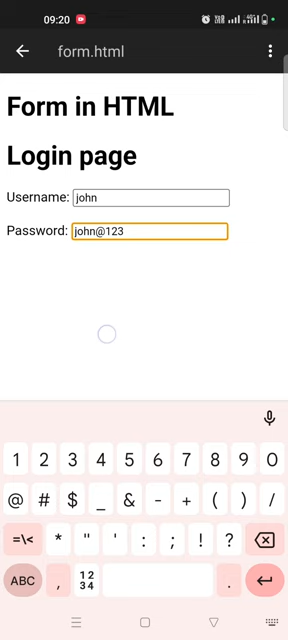 09:20
form.html
Form in HTML
Login page
Username: john
Password: john@123
1 2 3 4 5 6 7 8 9 0
@ # $ _ & - + ( ) /
=\< * " ' : ; ! ?
ABC , 12 34 .